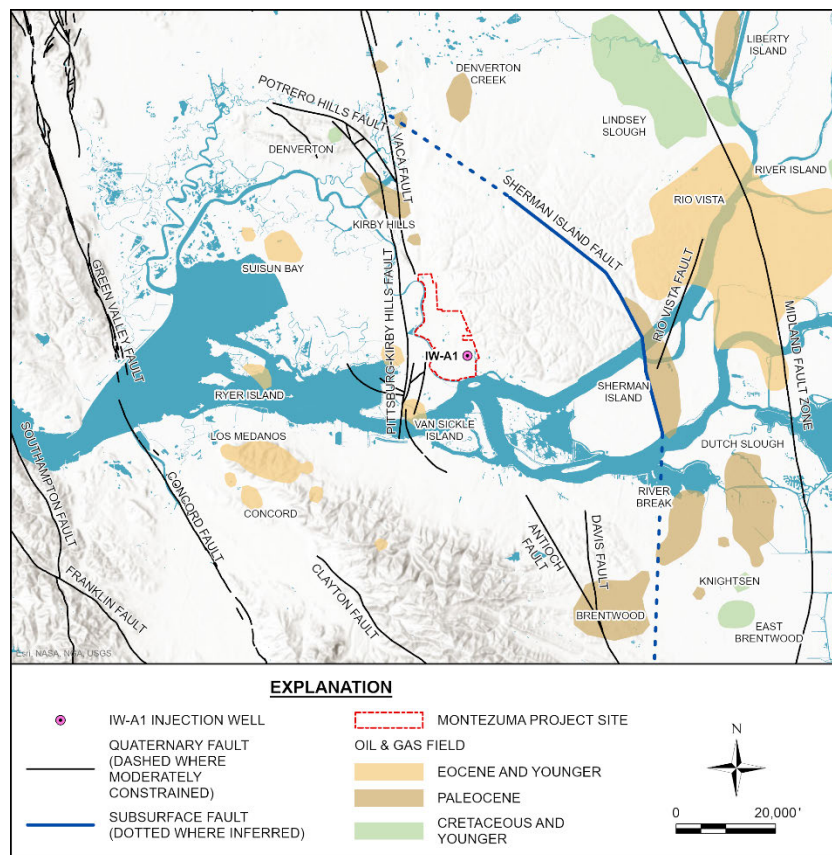 LIBERTY
ISLAND
DENVERTON
CREEK
POTRERO HILLS FAULT
VACA FAULT
LINDSEY
SLOUGH
DENVERTON
RIVER ISLAND
SHERMAN ISLAND FAULT
RIO VISTA
KIRBY HILLS
SUISUN BAY
GREEN VALLEY FAULT
PITTSBURG-KIRBY HILLS FAULT
RIO VISTA FAULT
MIDLAND FAULT ZONE
IW-A1
RYER ISLAND
SHERMAN
ISLAND
VAN SICKLE
ISLAND
LOS MEDANOS
DUTCH SLOUGH
SOUTHAMPTON FAULT
CONCORD FAULT
RIVER
BREAK
CONCORD
ANTIOCH
FAULT
DAVIS FAULT
FRANKLIN FAULT
CLAYTON FAULT
KNIGHTSEN
BRENTWOOD
EAST
BRENTWOOD
Esri, NASA, NGA, USGS
EXPLANATION
IW-A1 INJECTION WELL
QUATERNARY FAULT
(DASHED WHERE
MODERATELY
CONSTRAINED)
SUBSURFACE FAULT
(DOTTED WHERE INFERRED)
MONTEZUMA PROJECT SITE
OIL & GAS FIELD
EOCENE AND YOUNGER
PALEOCENE
CRETACEOUS AND
YOUNGER
N
0 20,000'